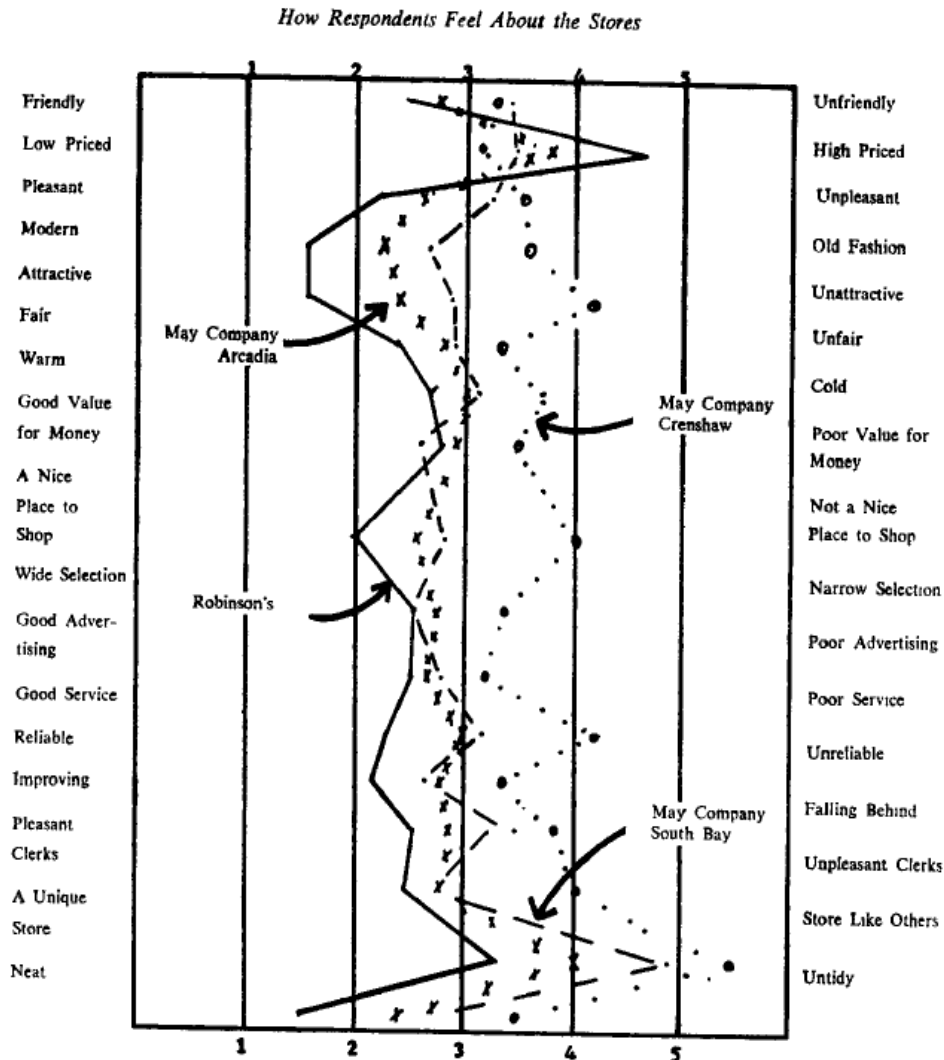 How Respondents Feel About the Stores
1 2 3 4 5
Friendly
Unfriendly
Low Priced
High Priced
Pleasant
Unpleasant
Modern
Old Fashion
Attractive
Unattractive
Fair
Unfair
May Company
Arcadia
Warm
Cold
Good Value
for Money
May Company
Crenshaw
Poor Value for
Money
A Nice
Place to
Shop
Not a Nice
Place to Shop
Wide Selection
Narrow Selection
Robinson's
Good Adver-
tising
Poor Advertising
Good Service
Poor Service
Reliable
Unreliable
Improving
Falling Behind
May Company
South Bay
Pleasant
Clerks
Unpleasant Clerks
A Unique
Store
Store Like Others
Neat
Untidy
1 2 3 4 5